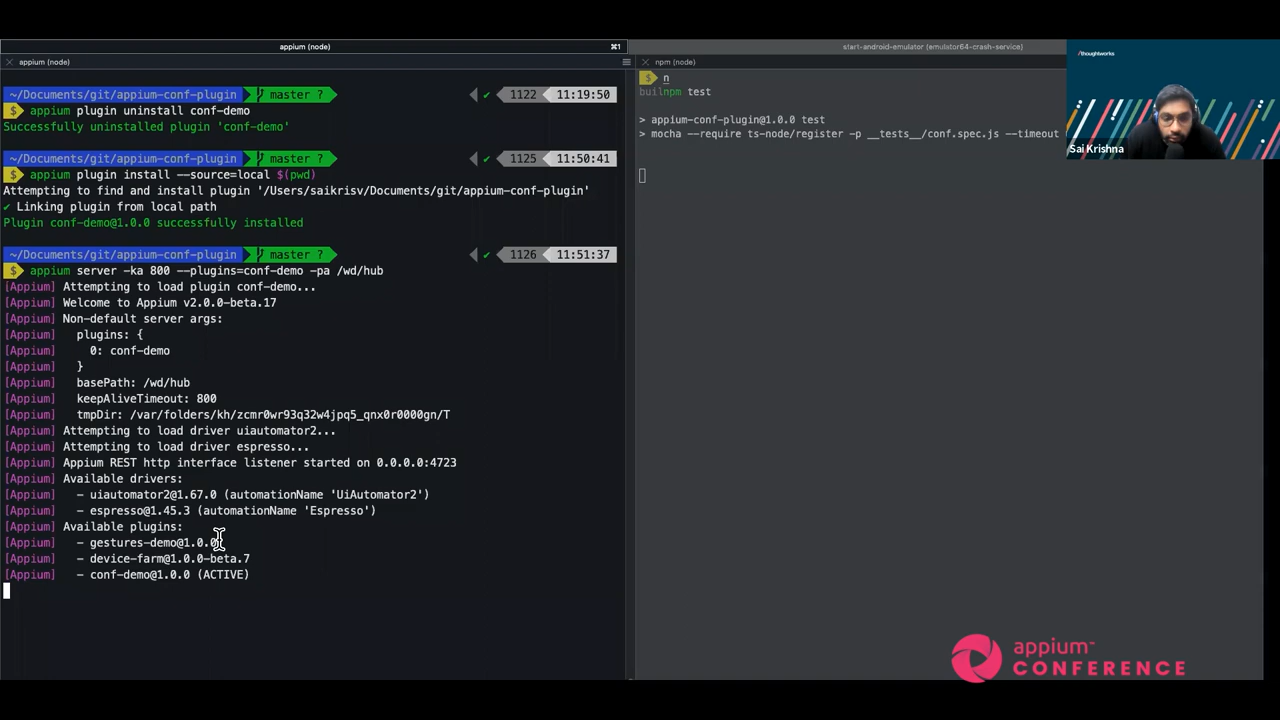 appium (node)
⌘1
appium (node)
~/Documents/git/appium-conf-plugin master ? ✔ 1122 11:19:50
$ appium plugin uninstall conf-demo
Successfully uninstalled plugin 'conf-demo'
~/Documents/git/appium-conf-plugin master ? ✔ 1125 11:50:41
$ appium plugin install --source=local $(pwd)
Attempting to find and install plugin '/Users/saikrisv/Documents/git/appium-conf-plugin'
✔ Linking plugin from local path
Plugin conf-demo@1.0.0 successfully installed
~/Documents/git/appium-conf-plugin master ? ✔ 1126 11:51:37
$ appium server -ka 800 --plugins=conf-demo -pa /wd/hub
[Appium] Attempting to load plugin conf-demo...
[Appium] Welcome to Appium v2.0.0-beta.17
[Appium] Non-default server args:
[Appium] plugins: {
[Appium] 0: conf-demo
[Appium] }
[Appium] basePath: /wd/hub
[Appium] keepAliveTimeout: 800
[Appium] tmpDir: /var/folders/kh/zcmr0wr93q32w4jpq5_qnx0r0000gn/T
[Appium] Attempting to load driver uiautomator2...
[Appium] Attempting to load driver espresso...
[Appium] Appium REST http interface listener started on 0.0.0.0:4723
[Appium] Available drivers:
[Appium] - uiautomator2@1.67.0 (automationName 'UiAutomator2')
[Appium] - espresso@1.45.3 (automationName 'Espresso')
[Appium] Available plugins:
[Appium] - gestures-demo@1.0.0
[Appium] - device-farm@1.0.0-beta.7
[Appium] - conf-demo@1.0.0 (ACTIVE)
start-android-emulator (emulator64-crash-service)
npm (node)
$ n
builnpm test
> appium-conf-plugin@1.0.0 test
> mocha --require ts-node/register -p __tests__/conf.spec.js --timeout
/thoughtworks
Sai Krishna
appium™
CONFERENCE